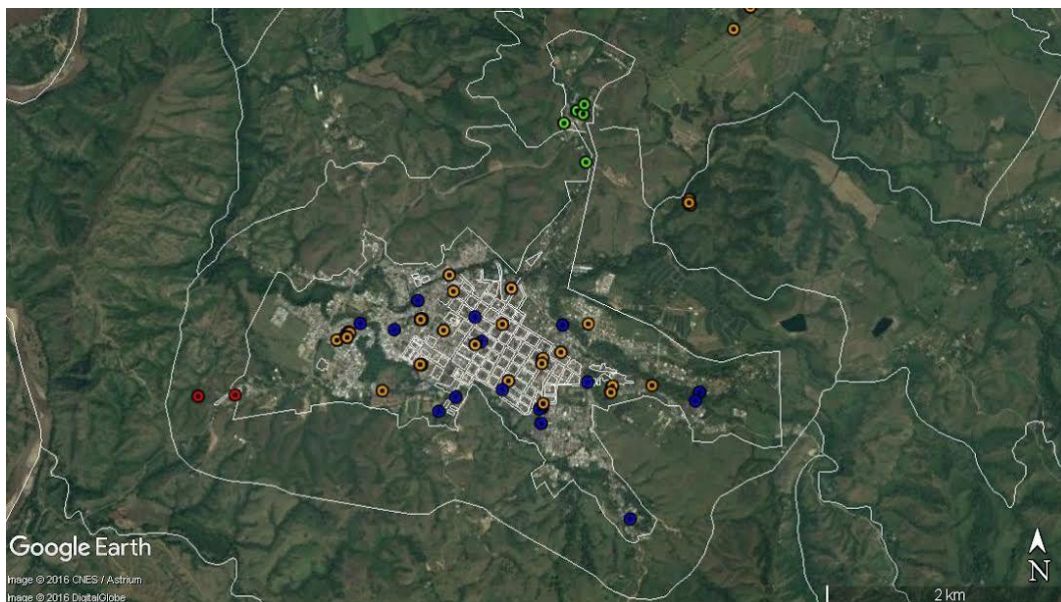 Google Earth
Image © 2016 CNES / Astrium
Image © 2016 DigitalGlobe
N
2 km